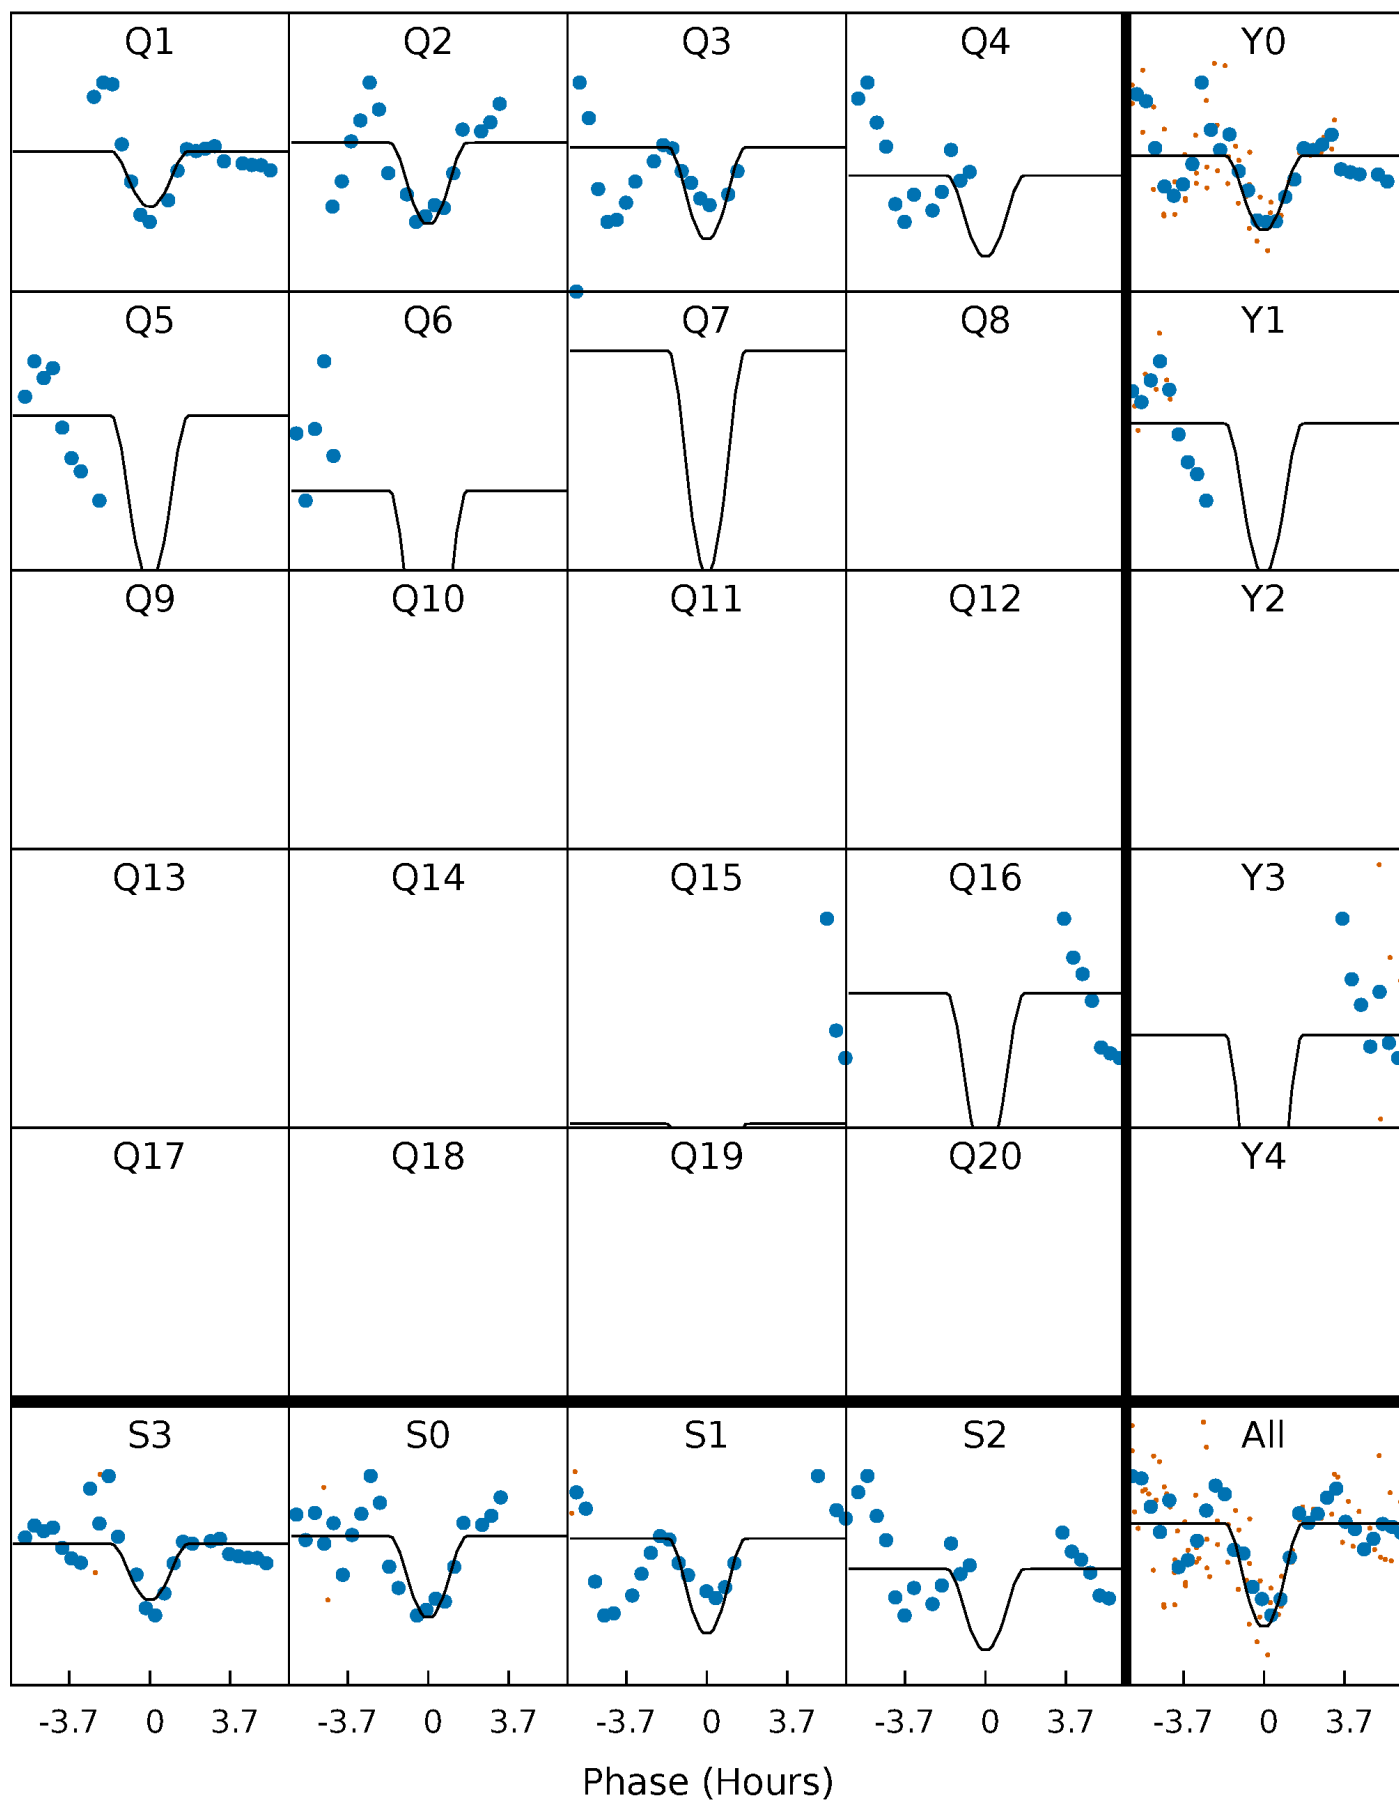 Q1 Q2 Q3 Q4 Y0
Q5 Q6 Q7 Q8 Y1
Q9 Q10 Q11 Q12 Y2
Q13 Q14 Q15 Q16 Y3
Q17 Q18 Q19 Q20 Y4
S3 S0 S1 S2 All
-3.7 0 3.7 -3.7 0 3.7 -3.7 0 3.7 -3.7 0 3.7 -3.7 0 3.7
Phase (Hours)